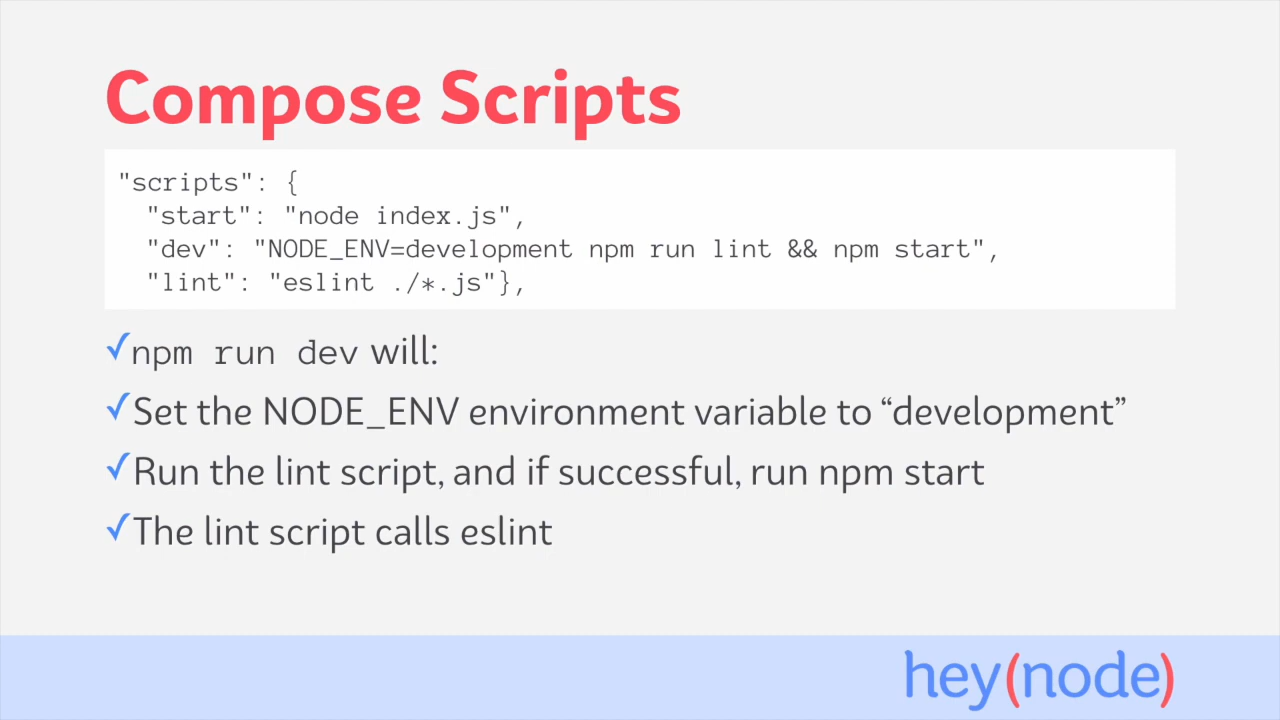 Compose Scripts
"scripts": {
  "start": "node index.js",
  "dev": "NODE_ENV=development npm run lint && npm start",
  "lint": "eslint ./*.js"},
✓npm run dev will:
✓Set the NODE_ENV environment variable to “development”
✓Run the lint script, and if successful, run npm start
✓The lint script calls eslint
hey(node)